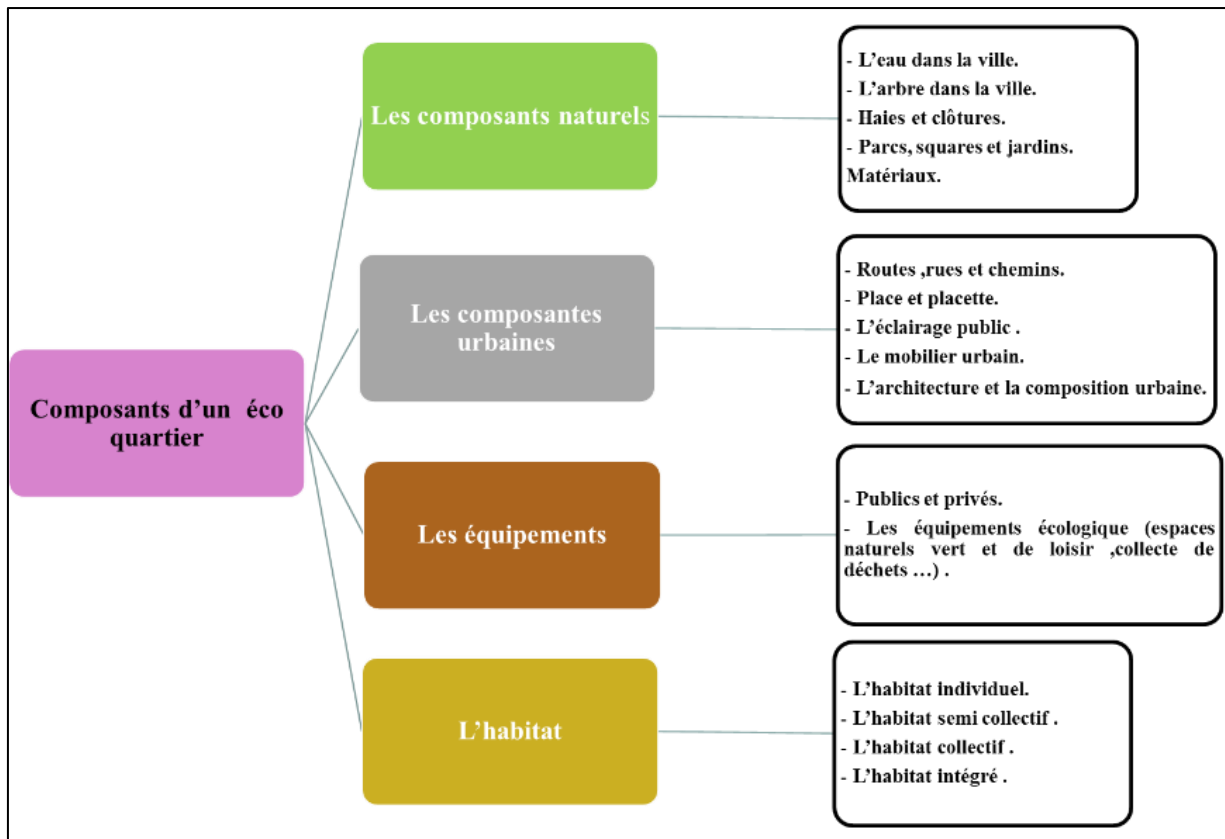 Composants d'un éco
quartier
Les composants naturels
- L'eau dans la ville.
- L'arbre dans la ville.
- Haies et clôtures.
- Parcs, squares et jardins.
Matériaux.
Les composantes
urbaines
- Routes ,rues et chemins.
- Place et placette.
- L'éclairage public .
- Le mobilier urbain.
- L'architecture et la composition urbaine.
Les équipements
- Publics et privés.
- Les équipements écologique (espaces
naturels vert et de loisir ,collecte de
déchets …) .
L'habitat
- L'habitat individuel.
- L'habitat semi collectif .
- L'habitat collectif .
- L'habitat intégré .